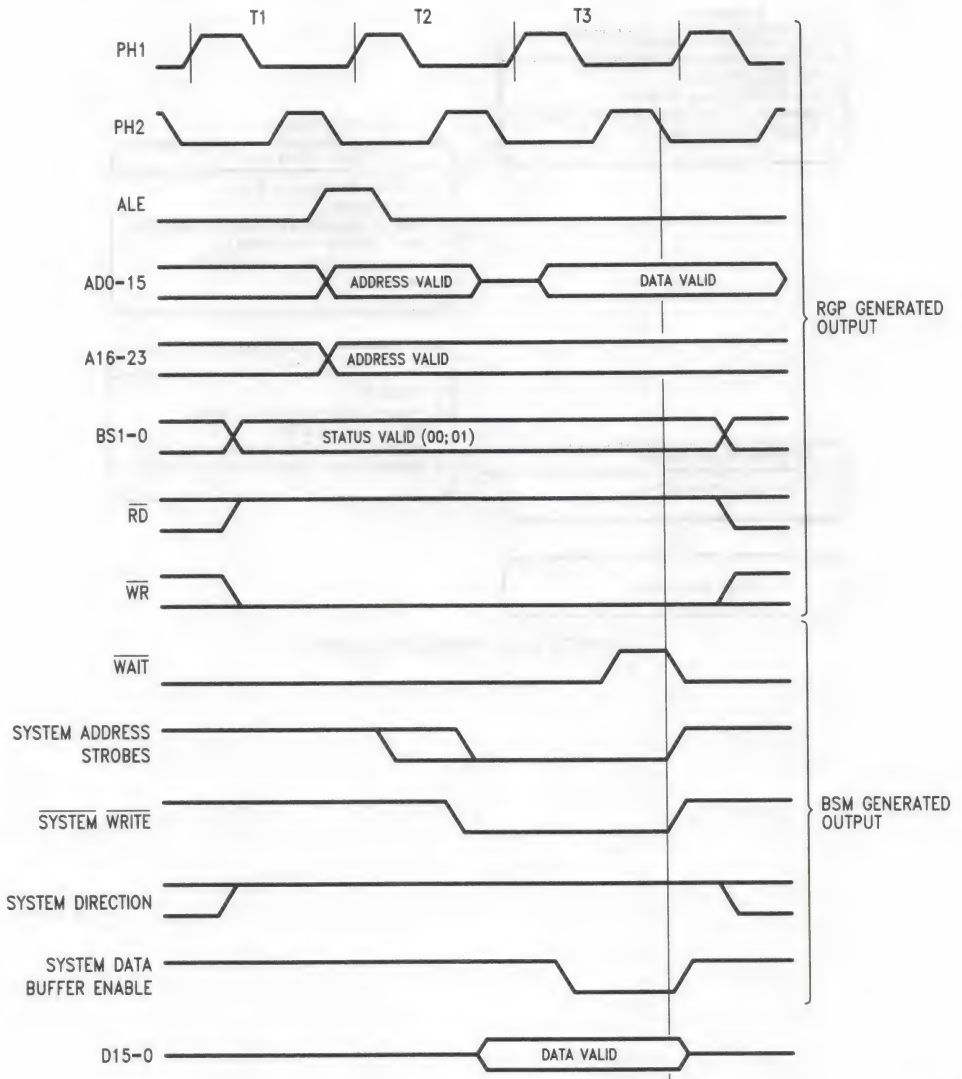 T1 T2 T3
PH1
PH2
ALE
AD0-15 ADDRESS VALID DATA VALID
A16-23 ADDRESS VALID
RGP GENERATED
OUTPUT
BS1-0 STATUS VALID (00;01)
RD
WR
WAIT
SYSTEM ADDRESS
STROBES
SYSTEM WRITE
BSM GENERATED
OUTPUT
SYSTEM DIRECTION
SYSTEM DATA
BUFFER ENABLE
D15-0 DATA VALID